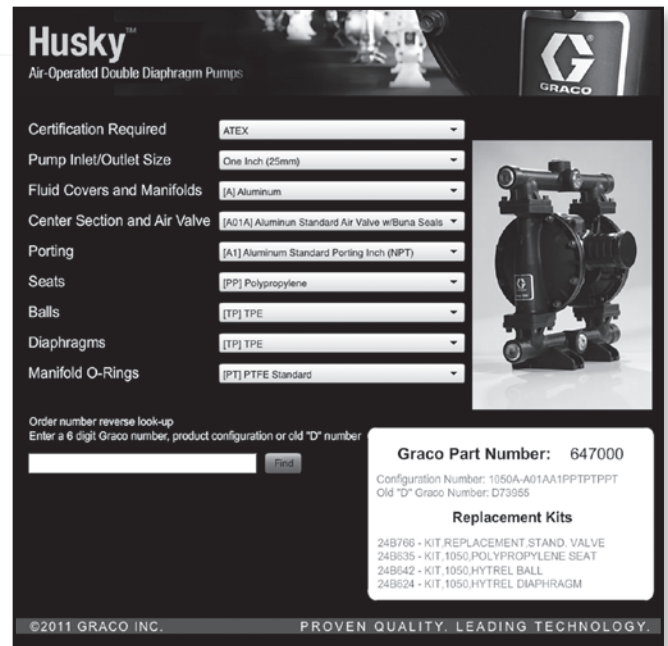 Husky™
Air-Operated Double Diaphragm Pumps
GRACO
Certification Required ATEX
Pump Inlet/Outlet Size One Inch (25mm)
Fluid Covers and Manifolds [A] Aluminum
Center Section and Air Valve [A01A] Aluminun Standard Air Valve w/Buna Seals
Porting [A1] Aluminum Standard Porting Inch (NPT)
Seats [PP] Polypropylene
Balls [TP] TPE
Diaphragms [TP] TPE
Manifold O-Rings [PT] PTFE Standard
Order number reverse look-up
Enter a 6 digit Graco number, product configuration or old "D" number
Find
Graco Part Number: 647000
Configuration Number: 1050A-A01AA1PPTPTPPT
Old "D" Graco Number: D73955
Replacement Kits
24B766 - KIT,REPLACEMENT,STAND. VALVE
24B635 - KIT,1050,POLYPROPYLENE SEAT
24B642 - KIT,1050,HYTREL BALL
24B624 - KIT,1050,HYTREL DIAPHRAGM
©2011 GRACO INC. PROVEN QUALITY. LEADING TECHNOLOGY.